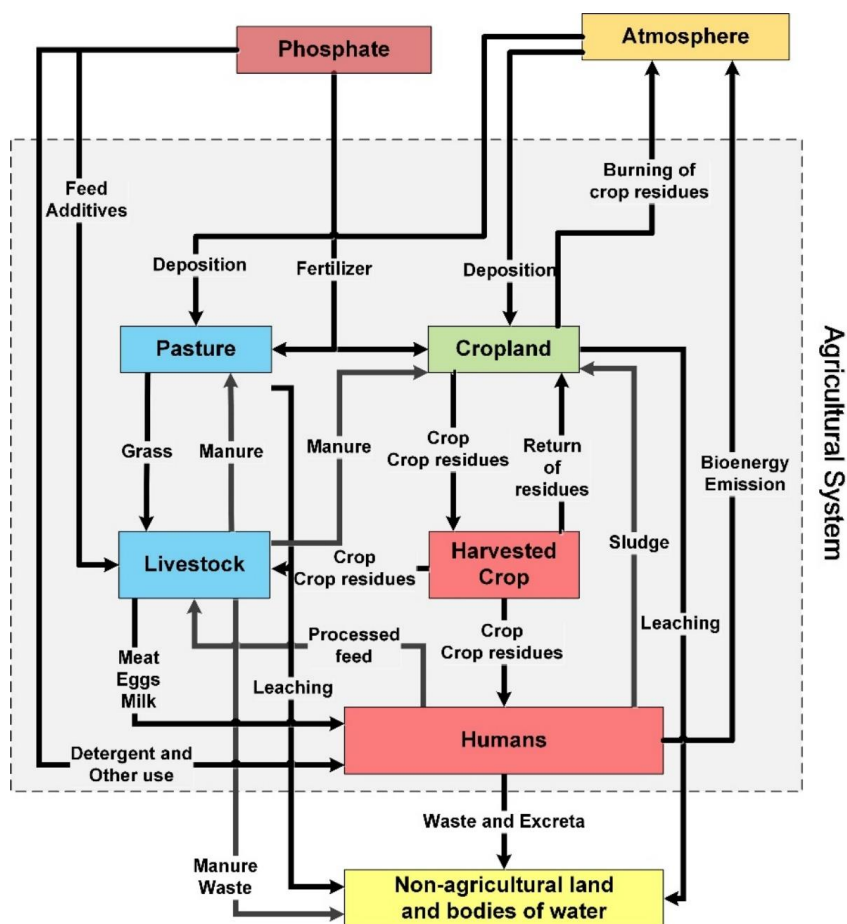 Phosphate
Atmosphere
Feed
Additives
Burning of
crop residues
Deposition
Fertilizer
Deposition
Pasture
Cropland
Agricultural System
Grass
Manure
Manure
Crop
Crop residues
Return
of
residues
Bioenergy
Emission
Sludge
Livestock
Crop
Crop residues
Harvested
Crop
Processed
feed
Crop
Crop residues
Leaching
Meat
Eggs
Milk
Leaching
Humans
Detergent and
Other use
Waste and Excreta
Manure
Waste
Non-agricultural land
and bodies of water